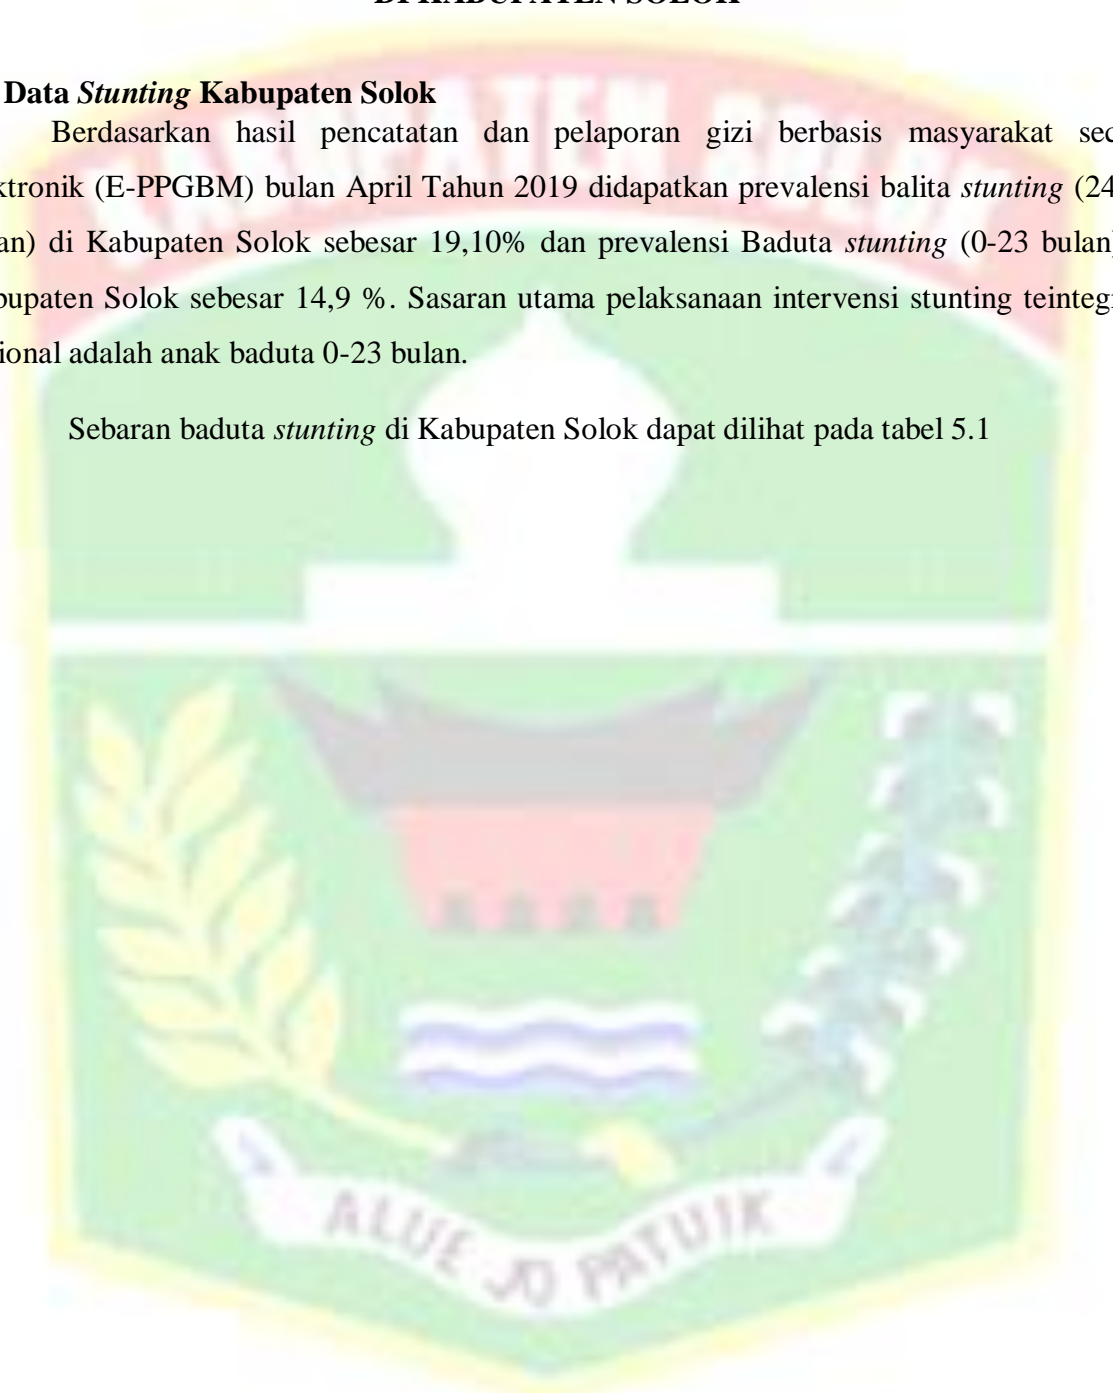 DI KABUPATEN SOLOK
Data Stunting Kabupaten Solok
Berdasarkan hasil pencatatan dan pelaporan gizi berbasis masyarakat sec
ktronik (E-PPGBM) bulan April Tahun 2019 didapatkan prevalensi balita stunting (24
an) di Kabupaten Solok sebesar 19,10% dan prevalensi Baduta stunting (0-23 bulan)
bupaten Solok sebesar 14,9 %. Sasaran utama pelaksanaan intervensi stunting teintegr
ional adalah anak baduta 0-23 bulan.
Sebaran baduta stunting di Kabupaten Solok dapat dilihat pada tabel 5.1
KABUPATEN SOLOK
ALUE JO PATUIK